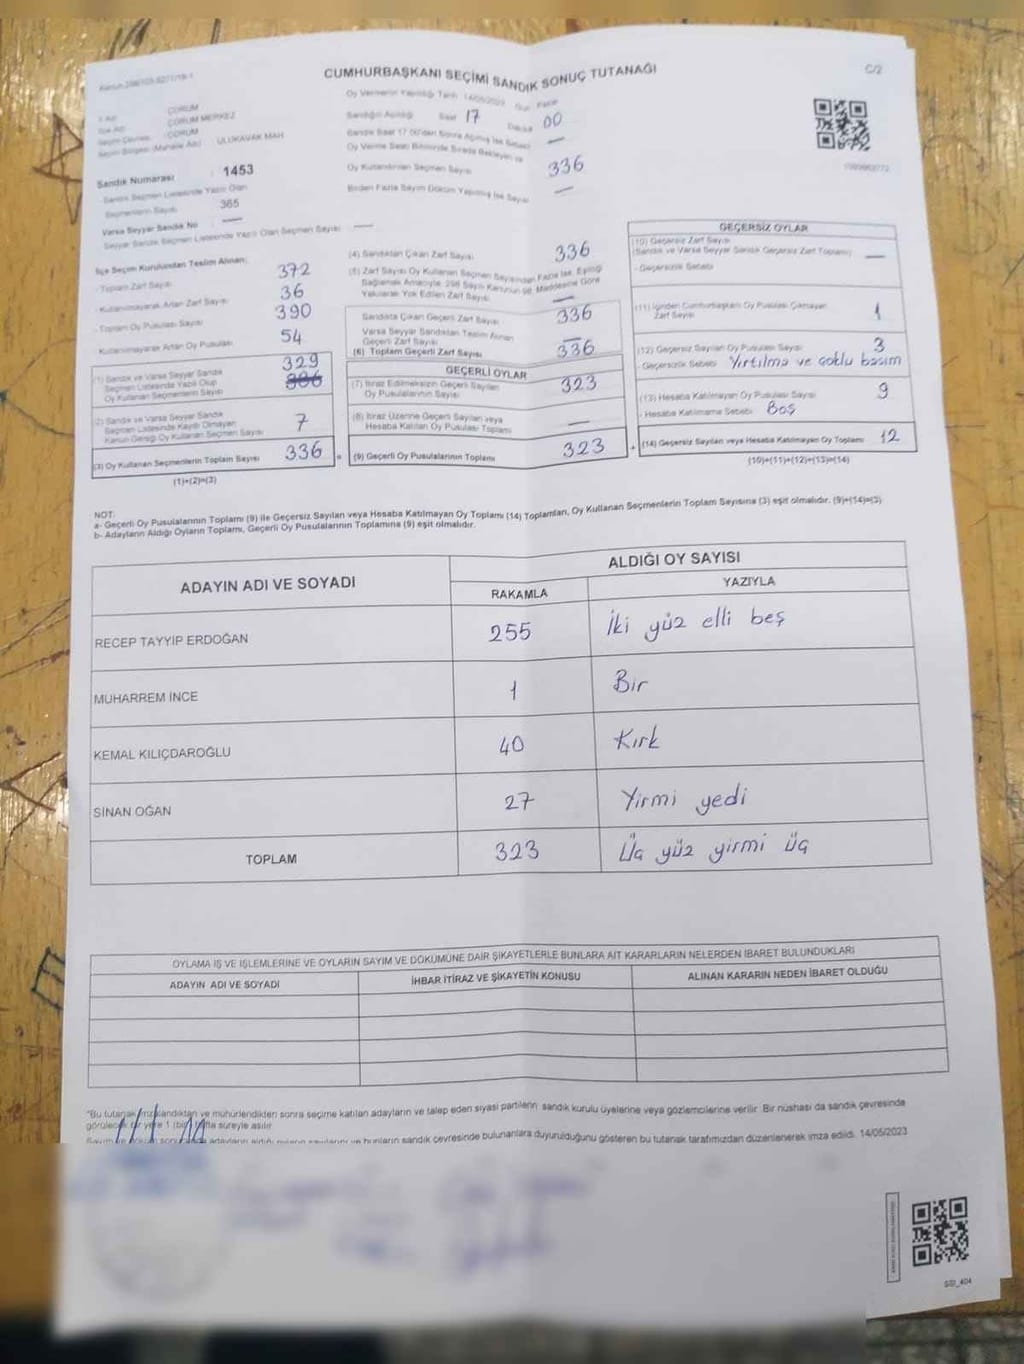 CUMHURBAŞKANI SEÇİMİ SANDIK SONUÇ TUTANAĞI
C/2
İl Adı : ÇORUM
İlçe Adı : ÇORUM MERKEZ
Seçim Çevresi : ÇORUM
Seçim Bölgesi (Mahalle Adı) : ULUKAVAK MAH
Sandık Numarası : 1453
Sandık Seçmen Listesinde Yazılı Olan
Seçmenlerin Sayısı 365
Varsa Seyyar Sandık No : —
Seyyar Sandık Seçmen Listesinde Yazılı Olan Seçmen Sayısı —
Oy Vermenin Yapıldığı Tarih 14/05/2023 Gün Pazar
Sandığın Açıldığı Saat 17 Dakika 00
Sandık Saat 17.00'den Sonra Açılmış İse Sebebi —
Oy Verme Saati Bitiminde Sırada Bekleyen ve
Oy Kullandırılan Seçmen Sayısı 336
Birden Fazla Sayım Döküm Yapılmış İse Sayısı —
İlçe Seçim Kurulundan Teslim Alınan;
- Toplam Zarf Sayısı 372
- Kullanılmayarak Artan Zarf Sayısı 36
- Toplam Oy Pusulası Sayısı 390
- Kullanılmayarak Artan Oy Pusulası 54
(1) Sandık ve Varsa Seyyar Sandık
Seçmen Listesinde Yazılı Olup
Oy Kullanan Seçmenlerin Sayısı 329
(2) Sandık ve Varsa Seyyar Sandık
Seçmen Listesinde Kayıtlı Olmayan
Kanun Gereği Oy Kullanan Seçmen Sayısı 7
(3) Oy Kullanan Seçmenlerin Toplam Sayısı 336
(1)+(2)=(3)
(4) Sandıktan Çıkan Zarf Sayısı 336
(5) Zarf Sayısı Oy Kullanan Seçmen Sayısından Fazla İse, Eşitliği
Sağlamak Amacıyla; 298 Sayılı Kanunun 98. Maddesine Göre
Yakılarak Yok Edilen Zarf Sayısı —
Sandıkta Çıkan Geçerli Zarf Sayısı 336
Varsa Seyyar Sandıktan Teslim Alınan
Geçerli Zarf Sayısı —
(6) Toplam Geçerli Zarf Sayısı 336
GEÇERLİ OYLAR
(7) İtiraz Edilmeksizin Geçerli Sayılan
Oy Pusulalarının Sayısı 323
(8) İtiraz Üzerine Geçerli Sayılan veya
Hesaba Katılan Oy Pusulası Toplamı —
(9) Geçerli Oy Pusulalarının Toplamı 323
GEÇERSİZ OYLAR
(10) Geçersiz Zarf Sayısı
(Sandık ve Varsa Seyyar Sandık Geçersiz Zarf Toplamı) —
- Geçersizlik Sebebi
(11) İçinden Cumhurbaşkanı Oy Pusulası Çıkmayan
Zarf Sayısı 1
(12) Geçersiz Sayılan Oy Pusulası Sayısı 3
- Geçersizlik Sebebi Yırtılma ve çoklu basım
(13) Hesaba Katılmayan Oy Pusulası Sayısı 9
- Hesaba Katılmama Sebebi Boş
(14) Geçersiz Sayılan veya Hesaba Katılmayan Oy Toplamı 12
(10)+(11)+(12)+(13)=(14)
NOT:
a- Geçerli Oy Pusulalarının Toplamı (9) ile Geçersiz Sayılan veya Hesaba Katılmayan Oy Toplamı (14) Toplamları, Oy Kullanan Seçmenlerin Toplam Sayısına (3) eşit olmalıdır. (9)+(14)=(3)
b- Adayların Aldığı Oyların Toplamı, Geçerli Oy Pusulalarının Toplamına (9) eşit olmalıdır.
ADAYIN ADI VE SOYADI ALDIĞI OY SAYISI
RAKAMLA YAZIYLA
RECEP TAYYİP ERDOĞAN 255 İki yüz elli beş
MUHARREM İNCE 1 Bir
KEMAL KILIÇDAROĞLU 40 Kırk
SİNAN OĞAN 27 Yirmi yedi
TOPLAM 323 Üç yüz yirmi üç
OYLAMA İŞ VE İŞLEMLERİNE VE OYLARIN SAYIM VE DÖKÜMÜNE DAİR ŞİKAYETLERLE BUNLARA AİT KARARLARIN NELERDEN İBARET BULUNDUKLARI
ADAYIN ADI VE SOYADI İHBAR İTİRAZ VE ŞİKAYETİN KONUSU ALINAN KARARIN NEDEN İBARET OLDUĞU
"Bu tutanak imzalandıktan ve mühürlendikten sonra seçime katılan adayların ve talep eden siyasi partilerin sandık kurulu üyelerine veya gözlemcilerine verilir. Bir nüshası da sandık çevresinde
görülecek bir yere 1 (bir) hafta süreyle asılır.
Sayım ve döküm sonunda adayların aldığı oyların sayılarını ve bunların sandık çevresinde bulunanlara duyurulduğunu gösteren bu tutanak tarafımızdan düzenlenerek imza edildi. 14/05/2023